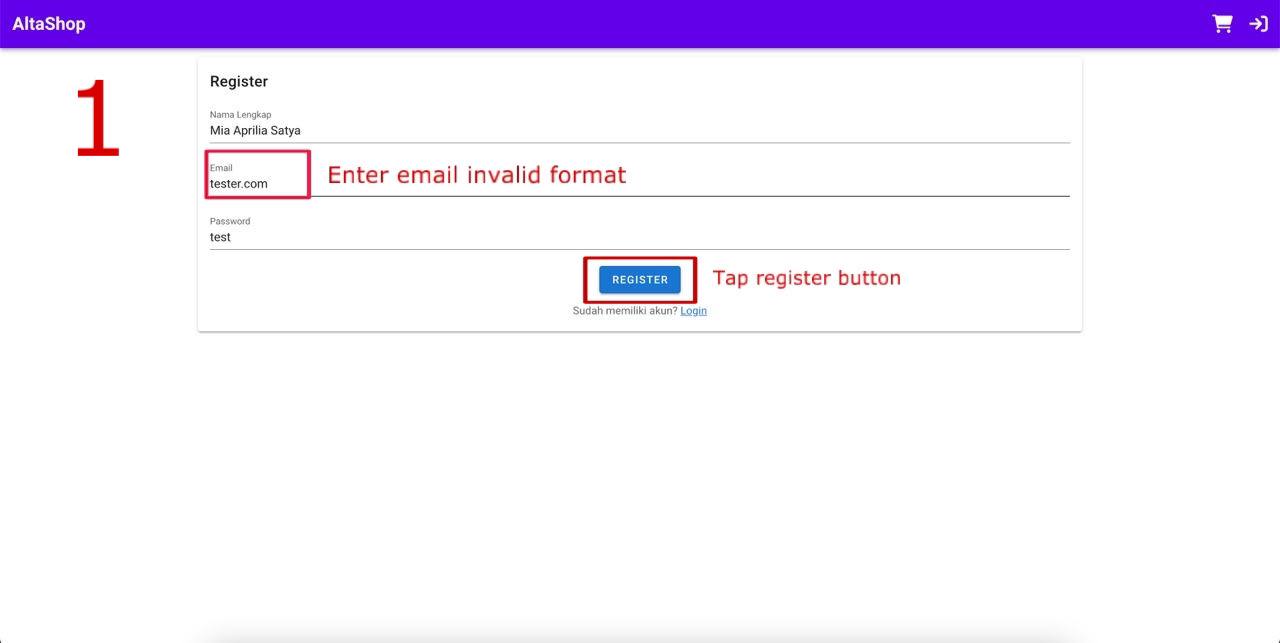 AltaShop
1
Register
Nama Lengkap
Mia Aprilia Satya
Email
tester.com
Enter email invalid format
Password
test
REGISTER
Tap register button
Sudah memiliki akun? Login